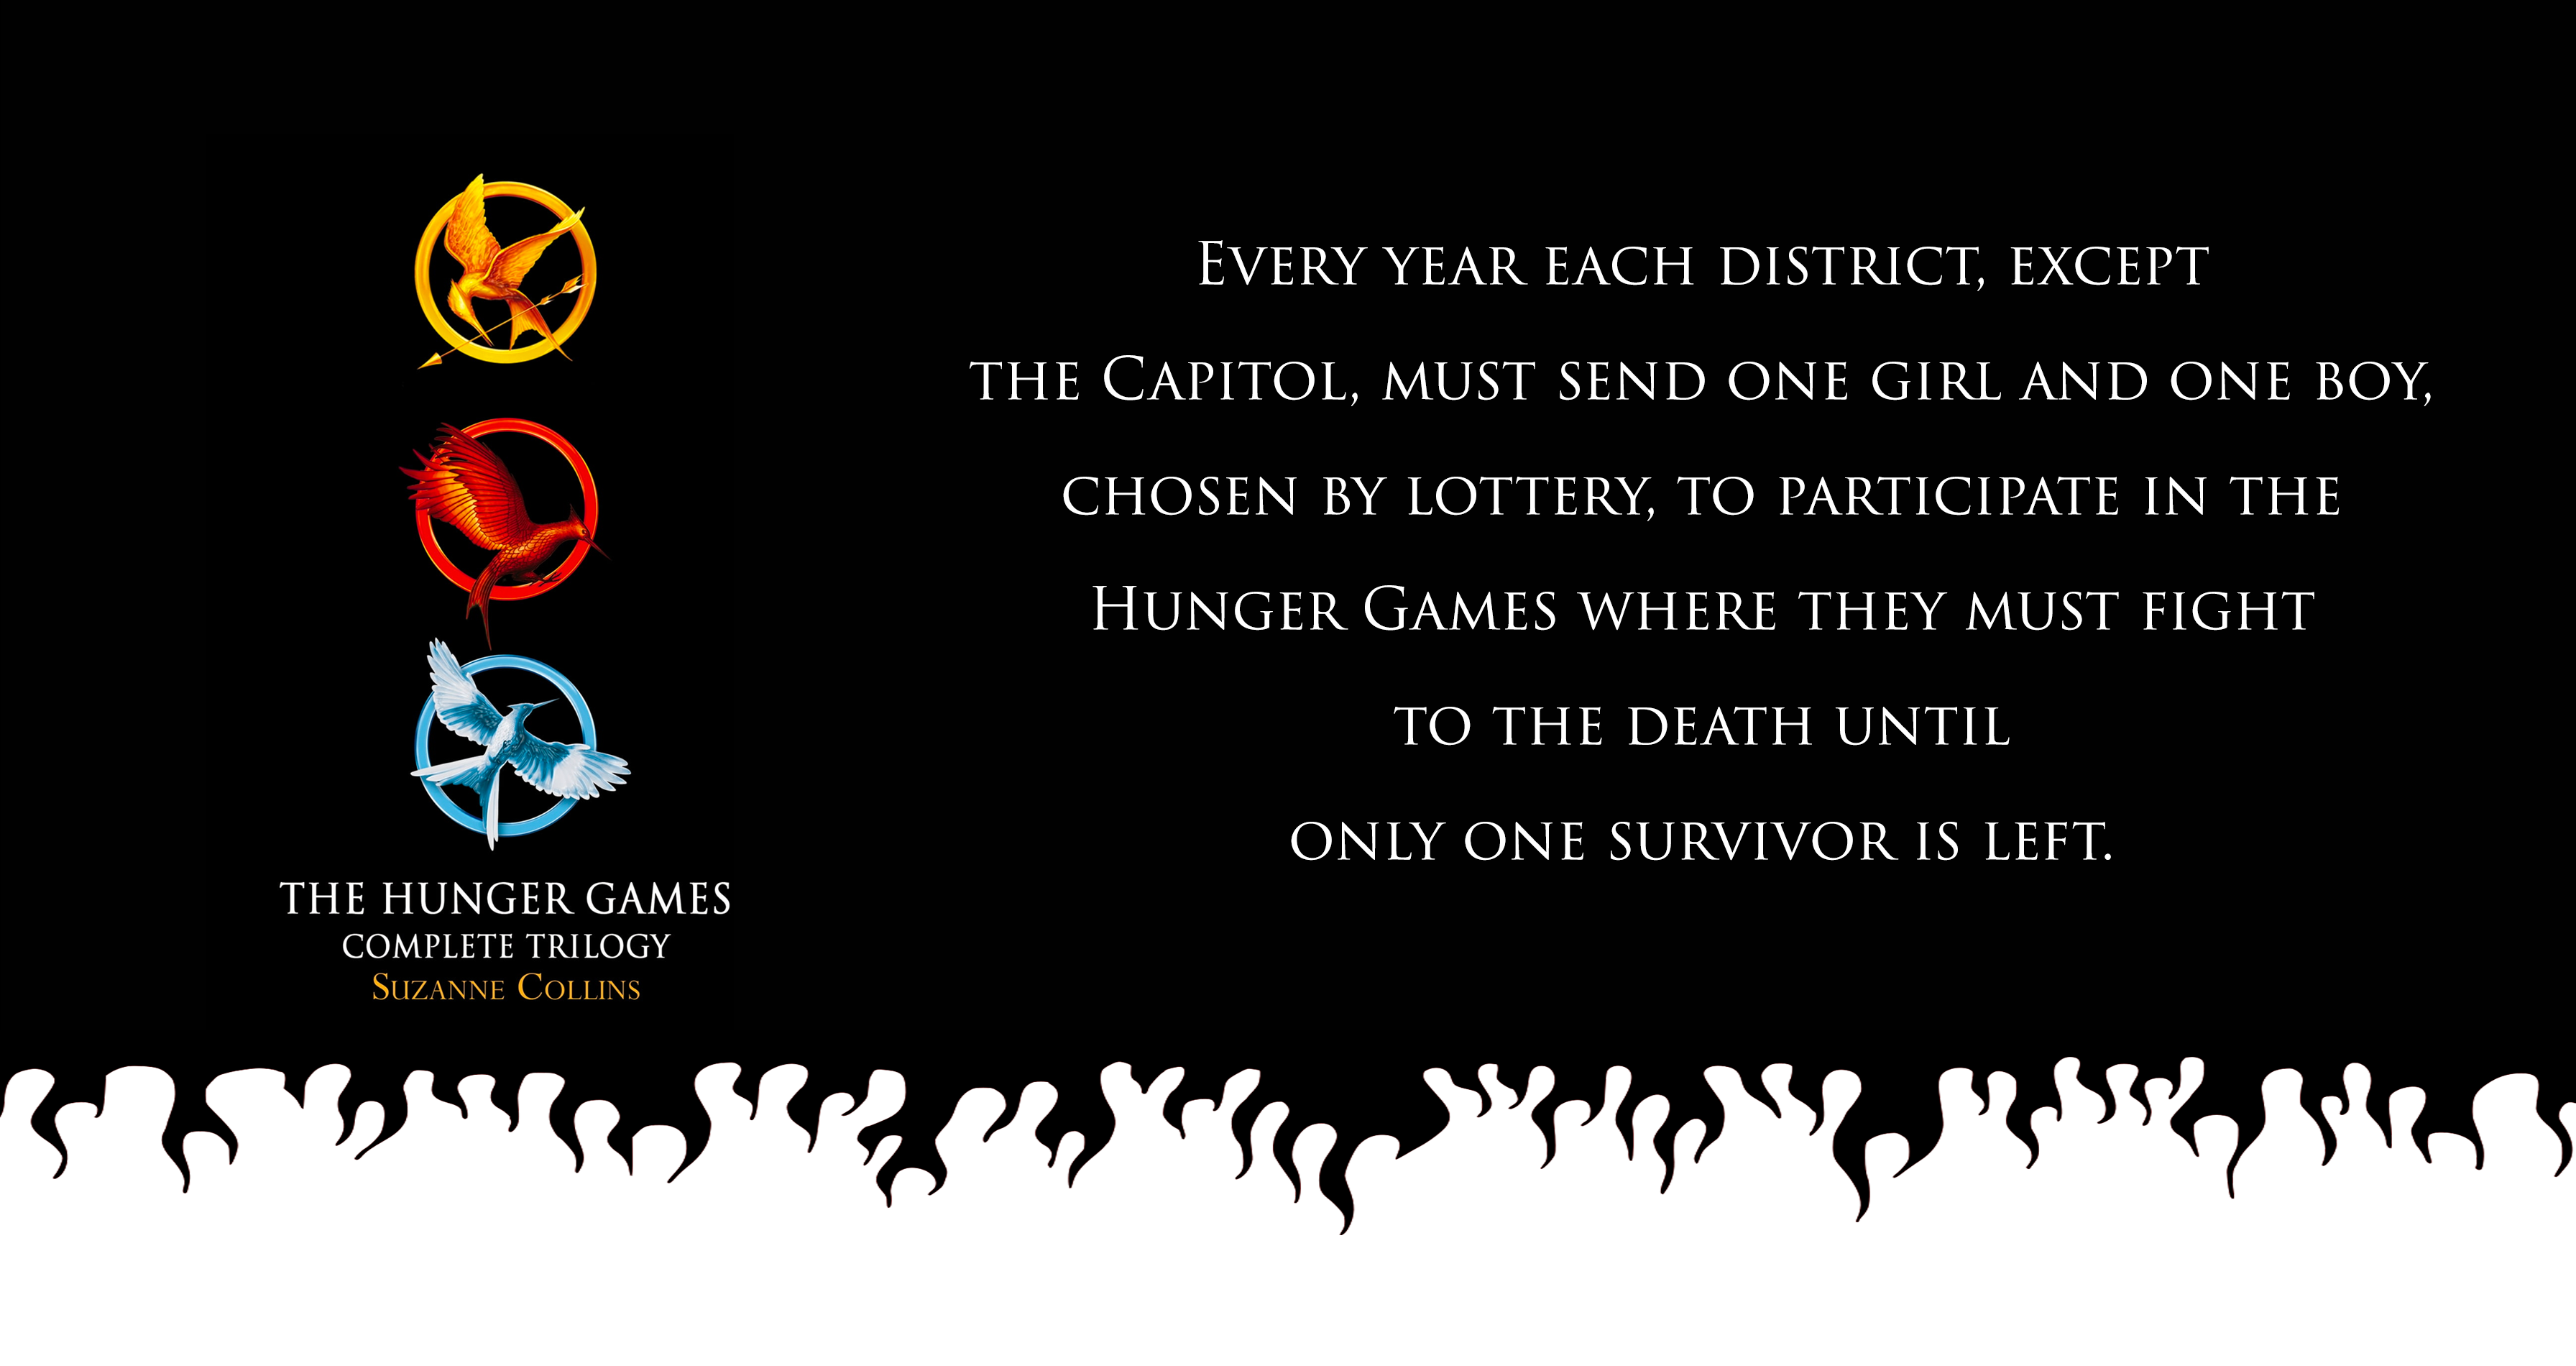 THE HUNGER GAMES
COMPLETE TRILOGY
SUZANNE COLLINS
EVERY YEAR EACH DISTRICT, EXCEPT
THE CAPITOL, MUST SEND ONE GIRL AND ONE BOY,
CHOSEN BY LOTTERY, TO PARTICIPATE IN THE
HUNGER GAMES WHERE THEY MUST FIGHT
TO THE DEATH UNTIL
ONLY ONE SURVIVOR IS LEFT.